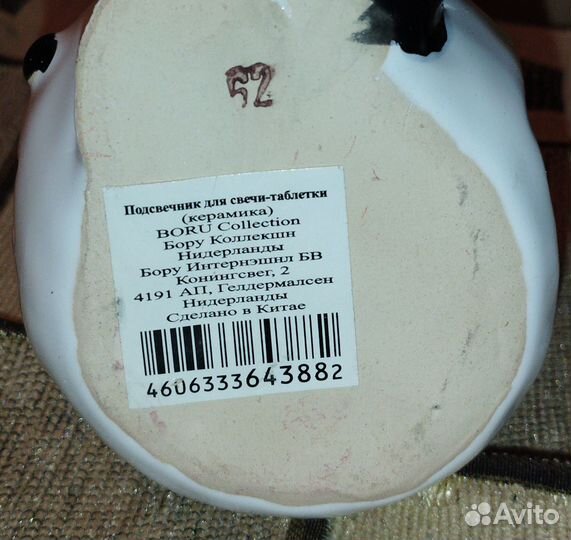 52
Подсвечник для свечи-таблетки
(керамика)
BORU Collection
Бору Коллекшн
Нидерланды
Бору Интернэшнл БВ
Конингсвег, 2
4191 АП, Гелдермалсен
Нидерланды
Сделано в Китае
4606333643882
Avito